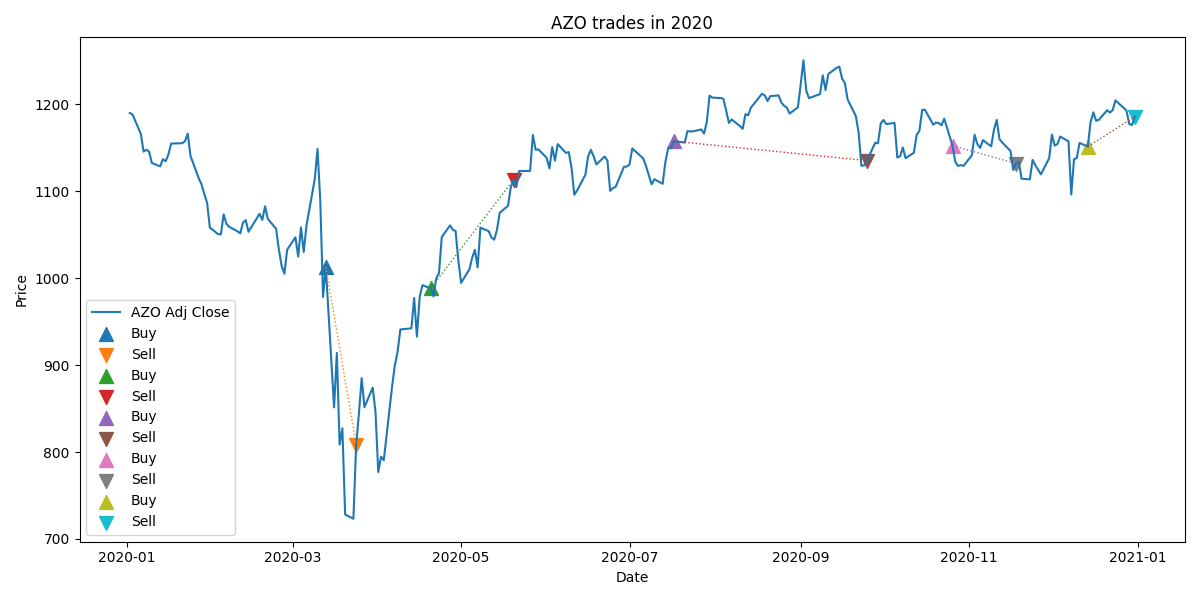 AZO trades in 2020
Price
1200
1100
1000
900
800
700
AZO Adj Close
Buy
Sell
Buy
Sell
Buy
Sell
Buy
Sell
Buy
Sell
2020-01
2020-03
2020-05
2020-07
2020-09
2020-11
2021-01
Date